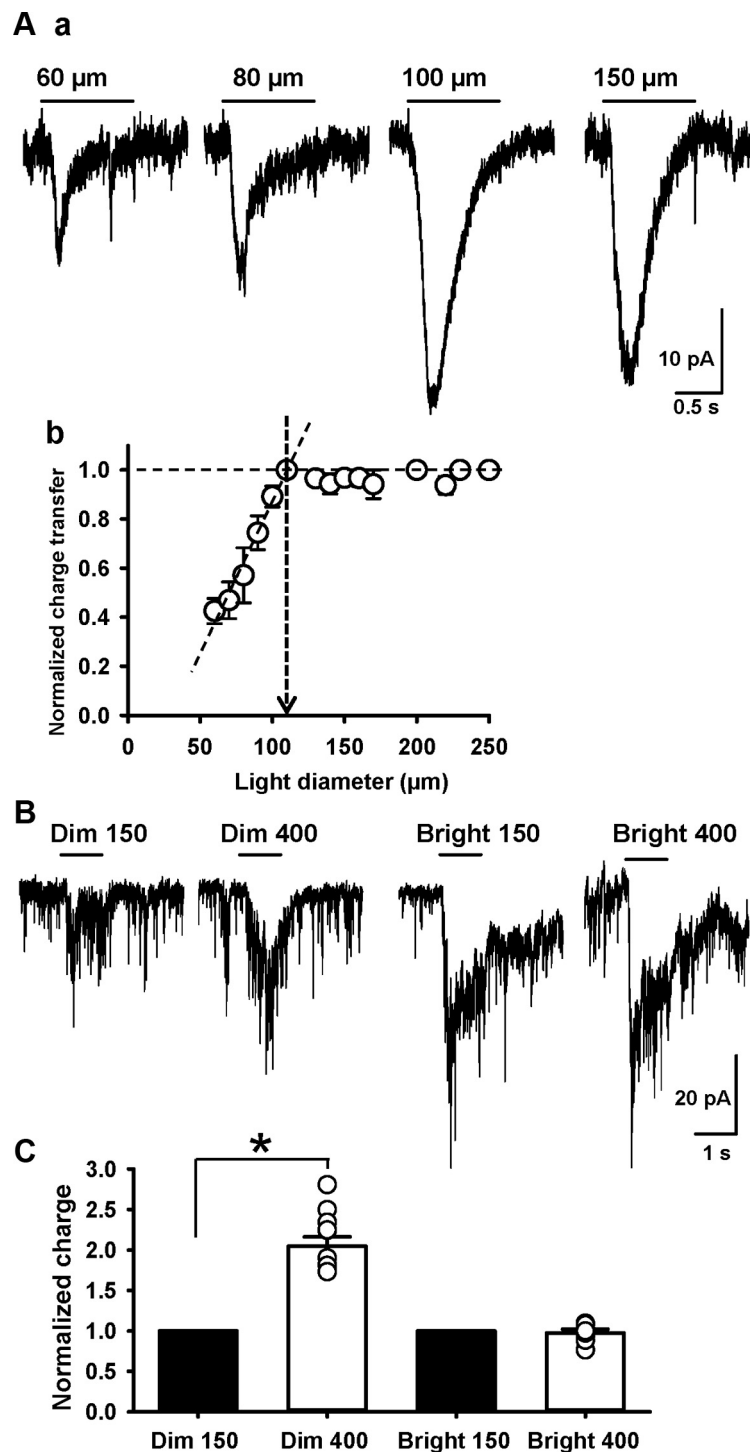 A a
60 µm 80 µm 100 µm 150 µm
10 pA
0.5 s
b
Normalized charge transfer
1.0
0.8
0.6
0.4
0.2
0.0
0 50 100 150 200 250
Light diameter (µm)
B
Dim 150 Dim 400 Bright 150 Bright 400
20 pA
1 s
C
*
Normalized charge
3.0
2.5
2.0
1.5
1.0
0.5
0.0
Dim 150 Dim 400 Bright 150 Bright 400